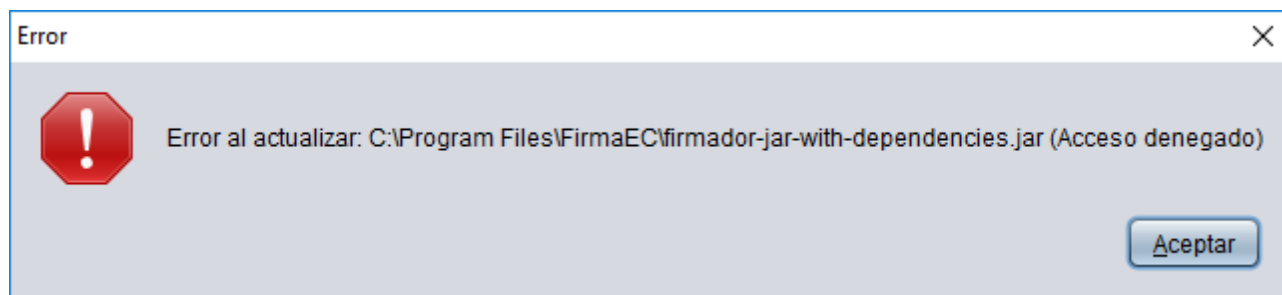 Error
Error al actualizar: C:\Program Files\FirmaEC\firmador-jar-with-dependencies.jar (Acceso denegado)
Aceptar